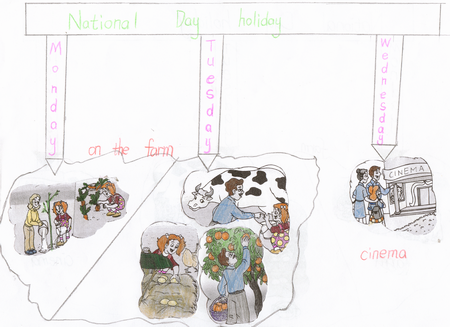 National Day holiday
Monday
Tuesday
Wednesday
on the farm
CINEMA
cinema